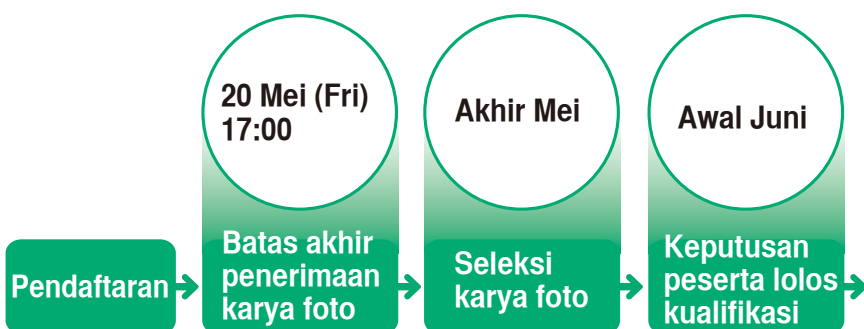 20 Mei (Fri)
17:00
Akhir Mei
Awal Juni
Pendaftaran
Batas akhir
penerimaan
karya foto
Seleksi
karya foto
Keputusan
peserta lolos
kualifikasi